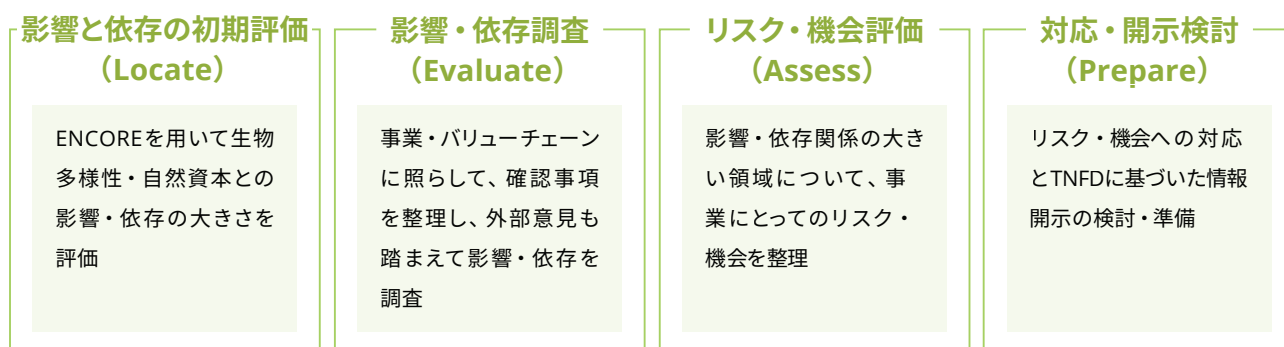 影響と依存の初期評価
（Locate）
ENCOREを用いて生物
多様性・自然資本との
影響・依存の大きさを
評価
影響・依存調査
（Evaluate）
事業・バリューチェーン
に照らして、確認事項
を整理し、外部意見も
踏まえて影響・依存を
調査
リスク・機会評価
（Assess）
影響・依存関係の大き
い領域について、事
業にとってのリスク・
機会を整理
対応・開示検討
（Prepare）
リスク・機会への対応
とTNFDに基づいた情報
開示の検討・準備